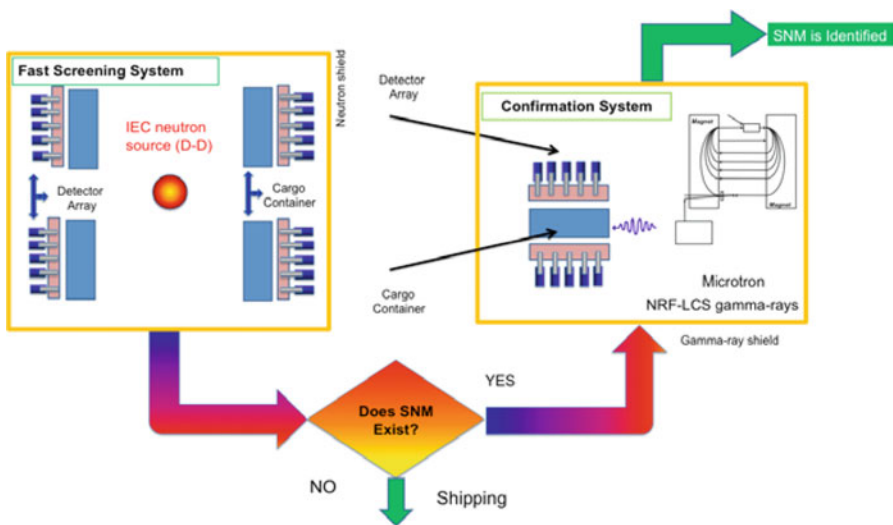 Fast Screening System
IEC neutron
source (D-D)
Detector
Array
Cargo
Container
Neutron shield
Detector
Array
Cargo
Container
Confirmation System
Magnet
Magnet
Microtron
NRF-LCS gamma-rays
Gamma-ray shield
SNM is Identified
Does SNM
Exist?
YES
NO
Shipping